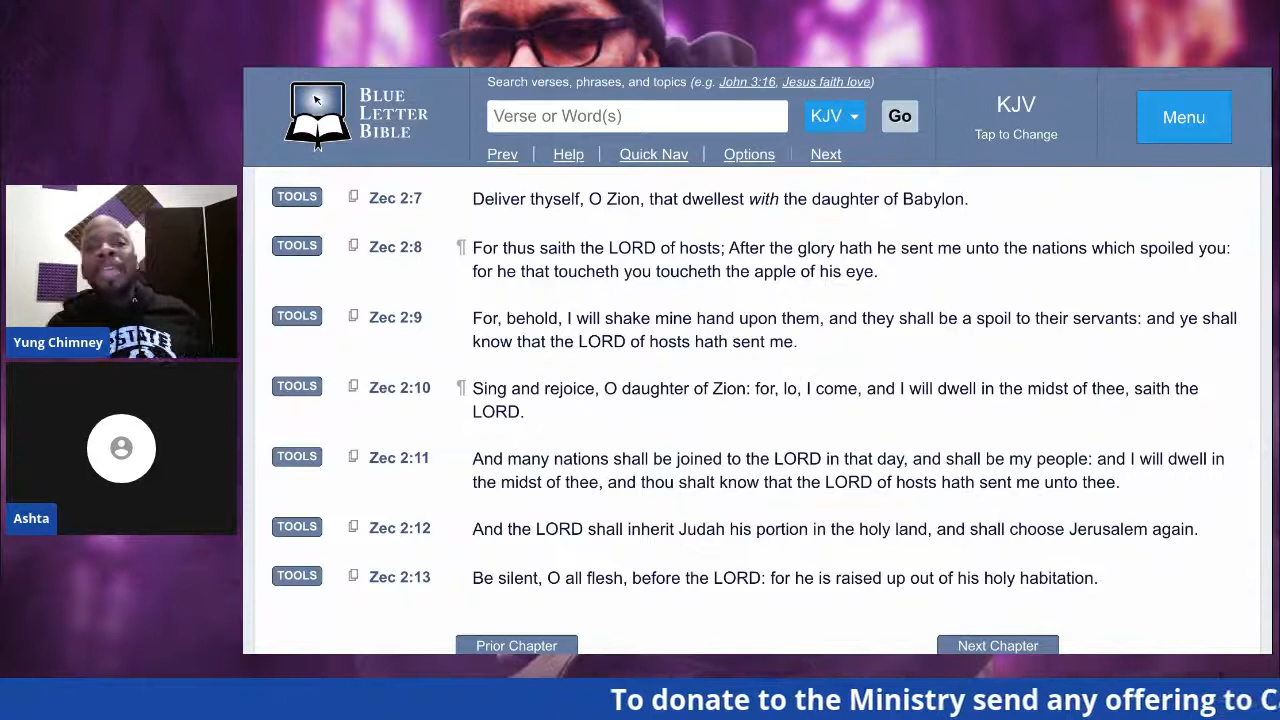 Search verses, phrases, and topics (e.g. John 3:16, Jesus faith love)
BLUE
LETTER
BIBLE
Verse or Word(s)
KJV
Go
KJV
Tap to Change
Menu
Prev
Help
Quick Nav
Options
Next
TOOLS Zec 2:7 Deliver thyself, O Zion, that dwellest with the daughter of Babylon.
TOOLS Zec 2:8 ¶ For thus saith the LORD of hosts; After the glory hath he sent me unto the nations which spoiled you:
for he that toucheth you toucheth the apple of his eye.
TOOLS Zec 2:9 For, behold, I will shake mine hand upon them, and they shall be a spoil to their servants: and ye shall
know that the LORD of hosts hath sent me.
TOOLS Zec 2:10 ¶ Sing and rejoice, O daughter of Zion: for, lo, I come, and I will dwell in the midst of thee, saith the
LORD.
TOOLS Zec 2:11 And many nations shall be joined to the LORD in that day, and shall be my people: and I will dwell in
the midst of thee, and thou shalt know that the LORD of hosts hath sent me unto thee.
TOOLS Zec 2:12 And the LORD shall inherit Judah his portion in the holy land, and shall choose Jerusalem again.
TOOLS Zec 2:13 Be silent, O all flesh, before the LORD: for he is raised up out of his holy habitation.
Prior Chapter
Next Chapter
STATE
Yung Chimney
Ashta
To donate to the Ministry send any offering to C